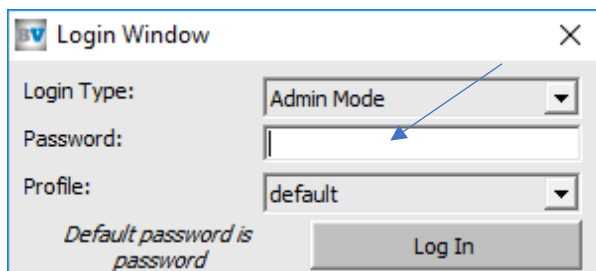 BV Login Window
Login Type: Admin Mode
Password:
Profile: default
Default password is
password
Log In